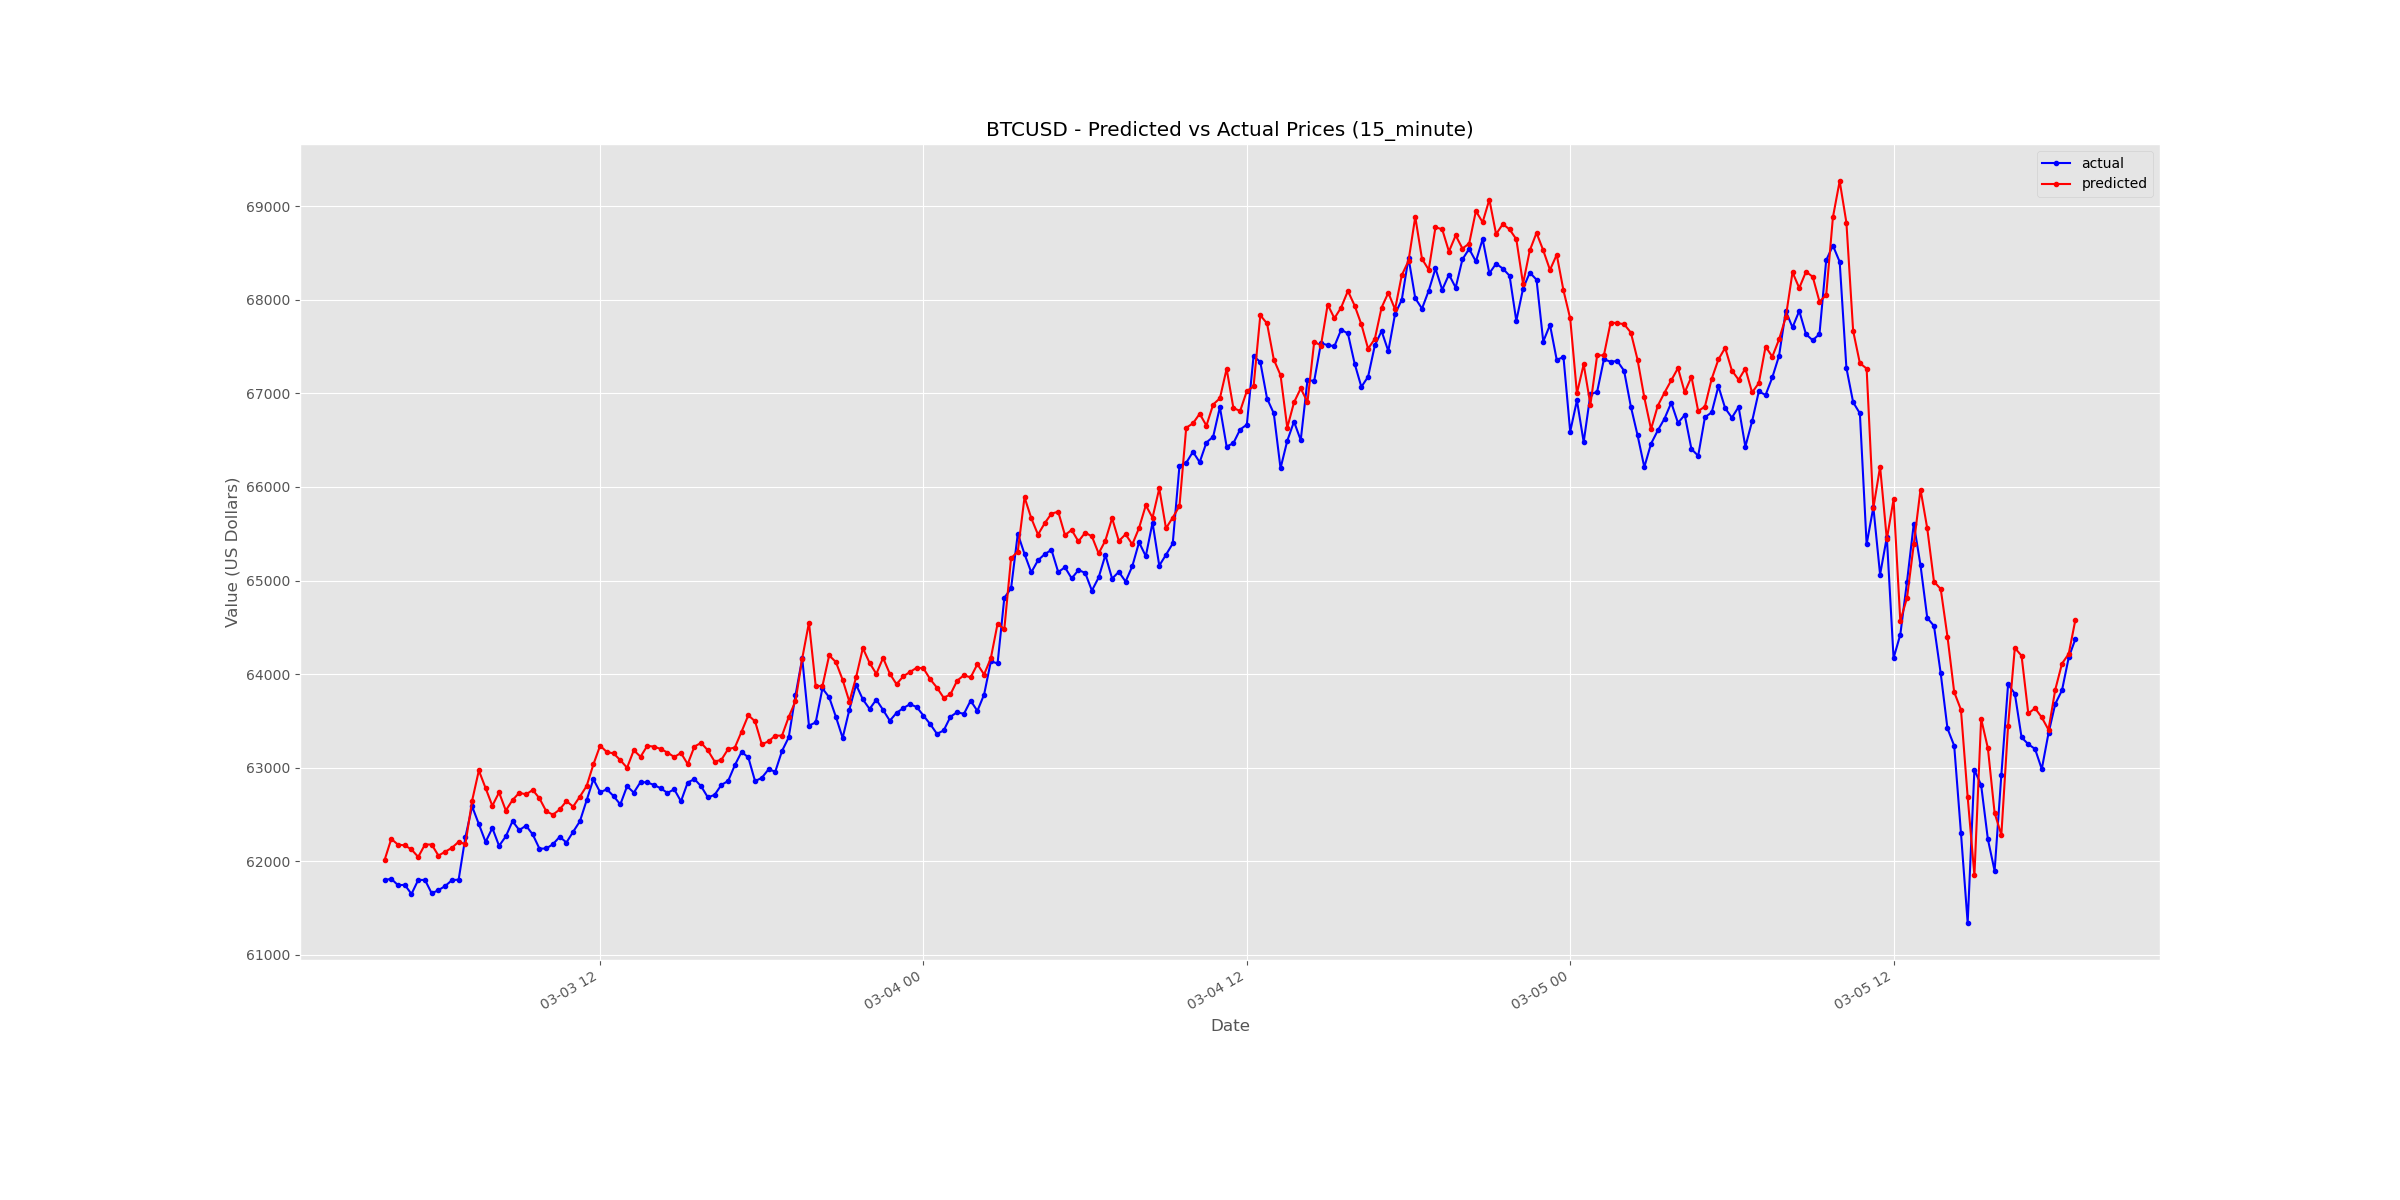 BTCUSD - Predicted vs Actual Prices (15_minute)
actual
predicted
69000
68000
67000
66000
65000
64000
63000
62000
61000
Value (US Dollars)
03-03 12
03-04 00
03-04 12
03-05 00
03-05 12
Date